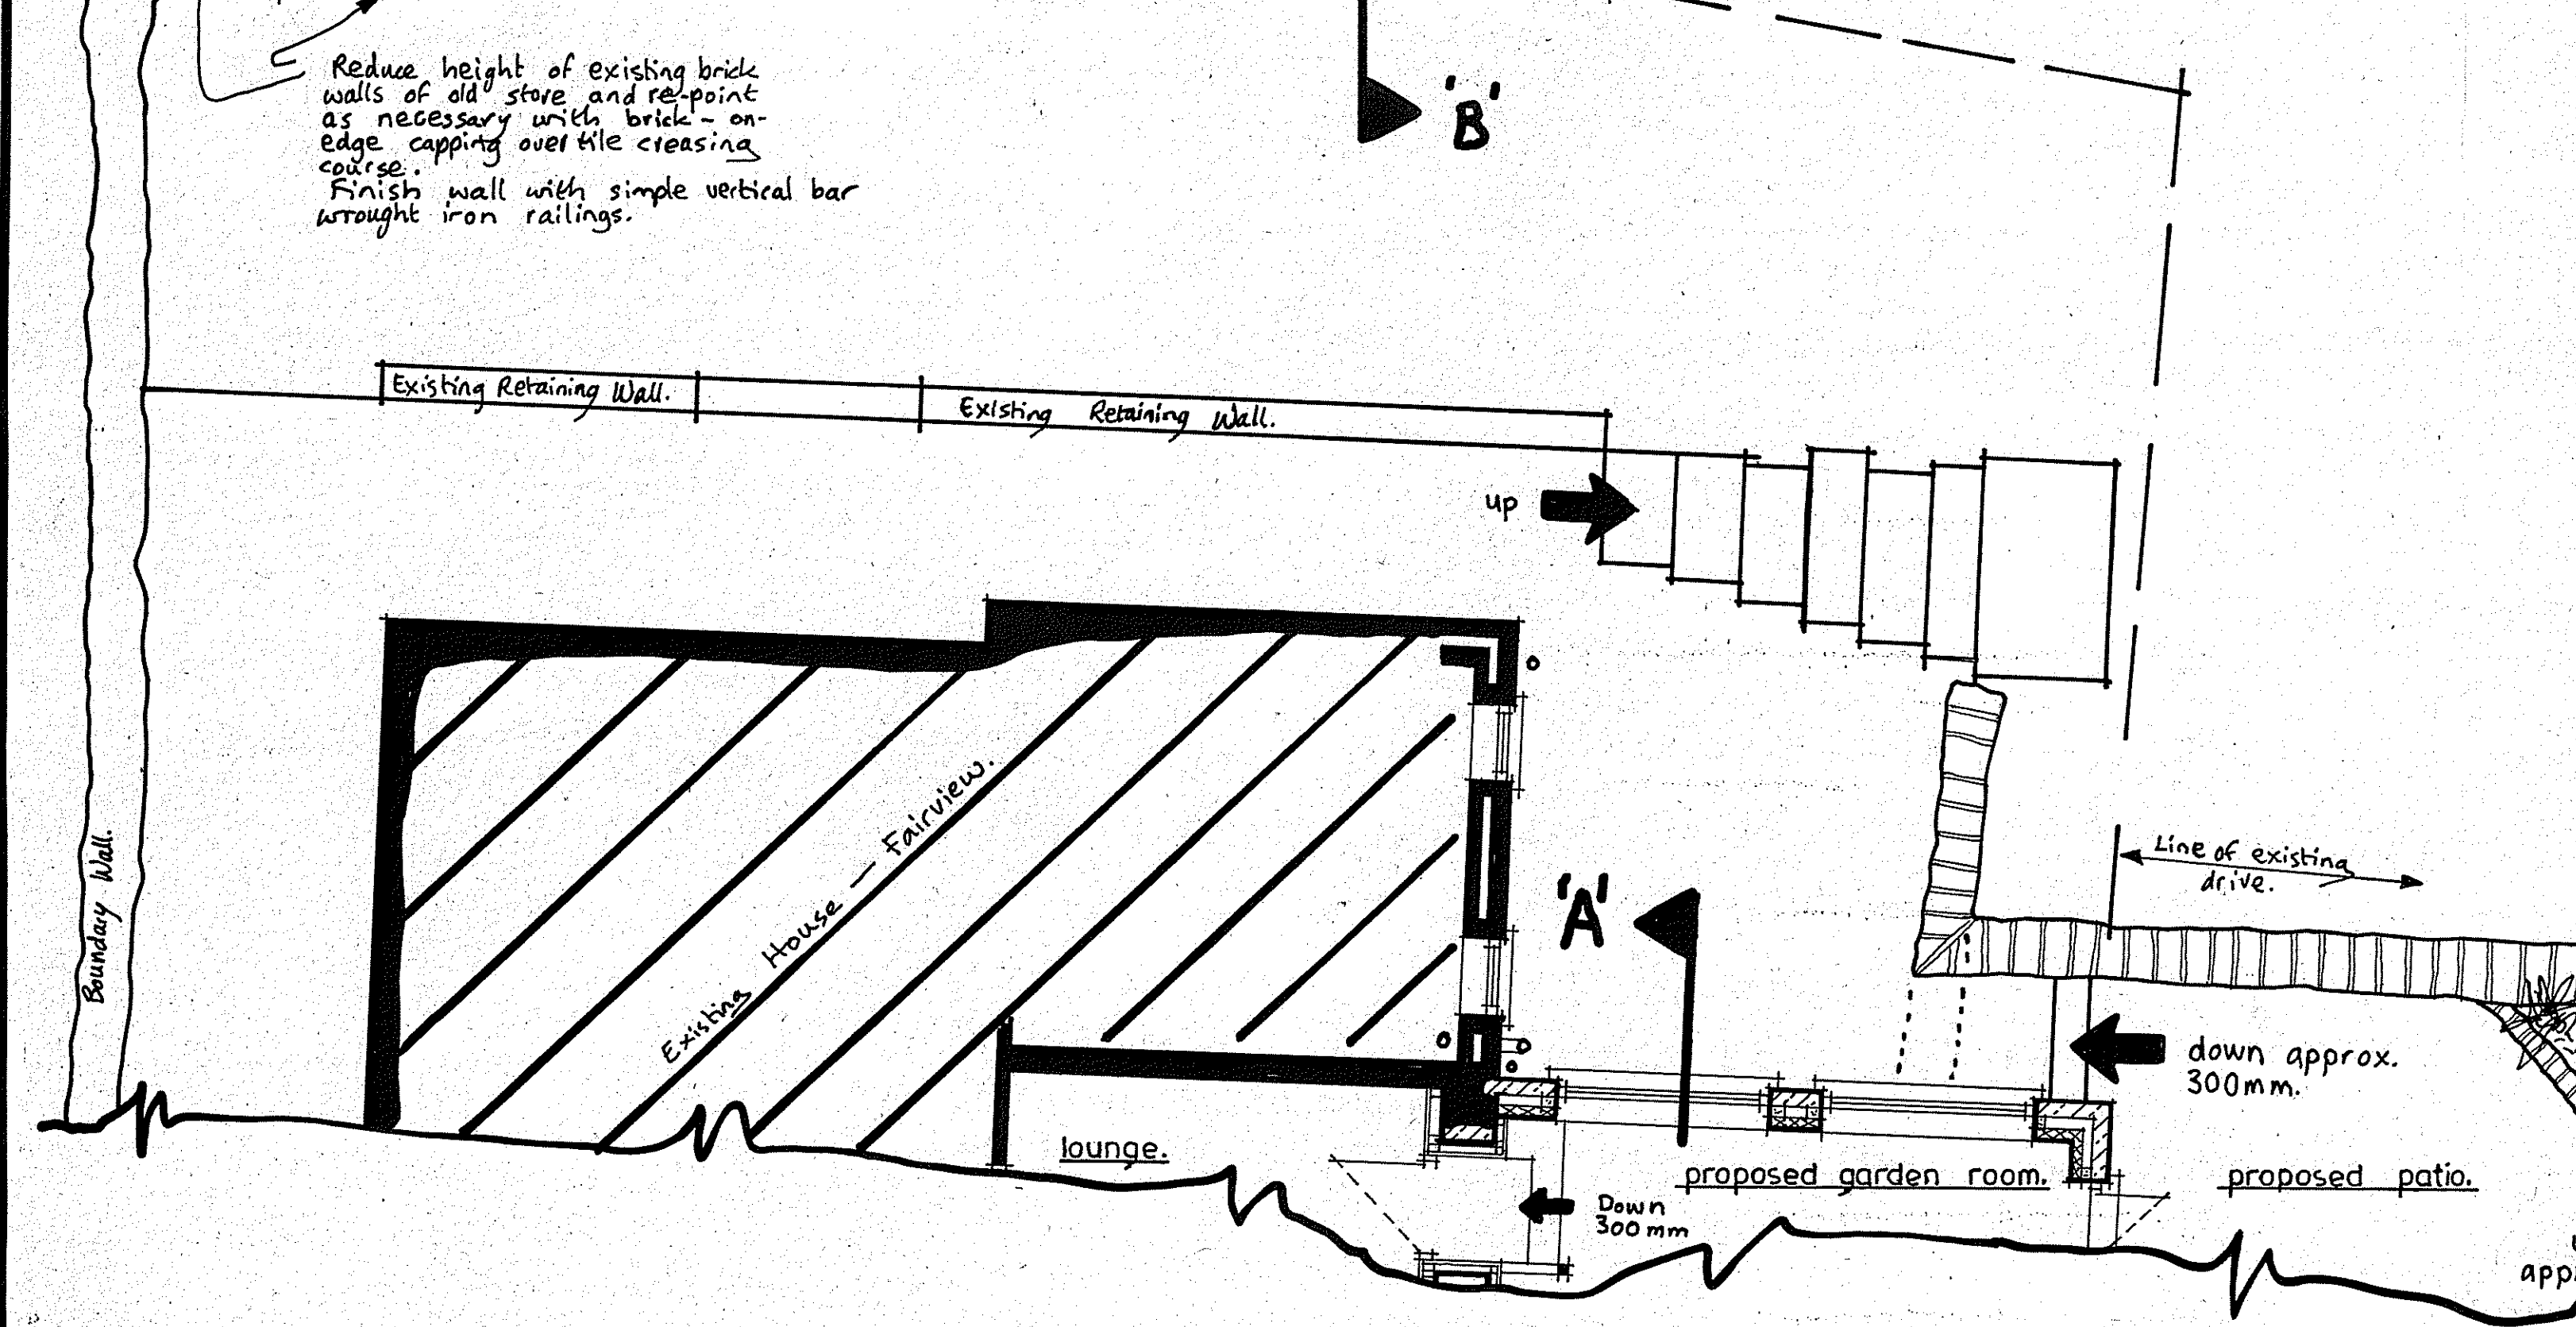 Reduce height of existing brick
walls of old store and re-point
as necessary with brick - on-
edge capping over tile creasing
course.
Finish wall with simple vertical bar
wrought iron railings.
'B'
Existing Retaining Wall.
Existing Retaining Wall.
up
Existing House — Fairview.
Boundary Wall.
'A'
Line of existing
drive.
down approx.
300mm.
lounge.
proposed garden room.
proposed patio.
Down
300mm